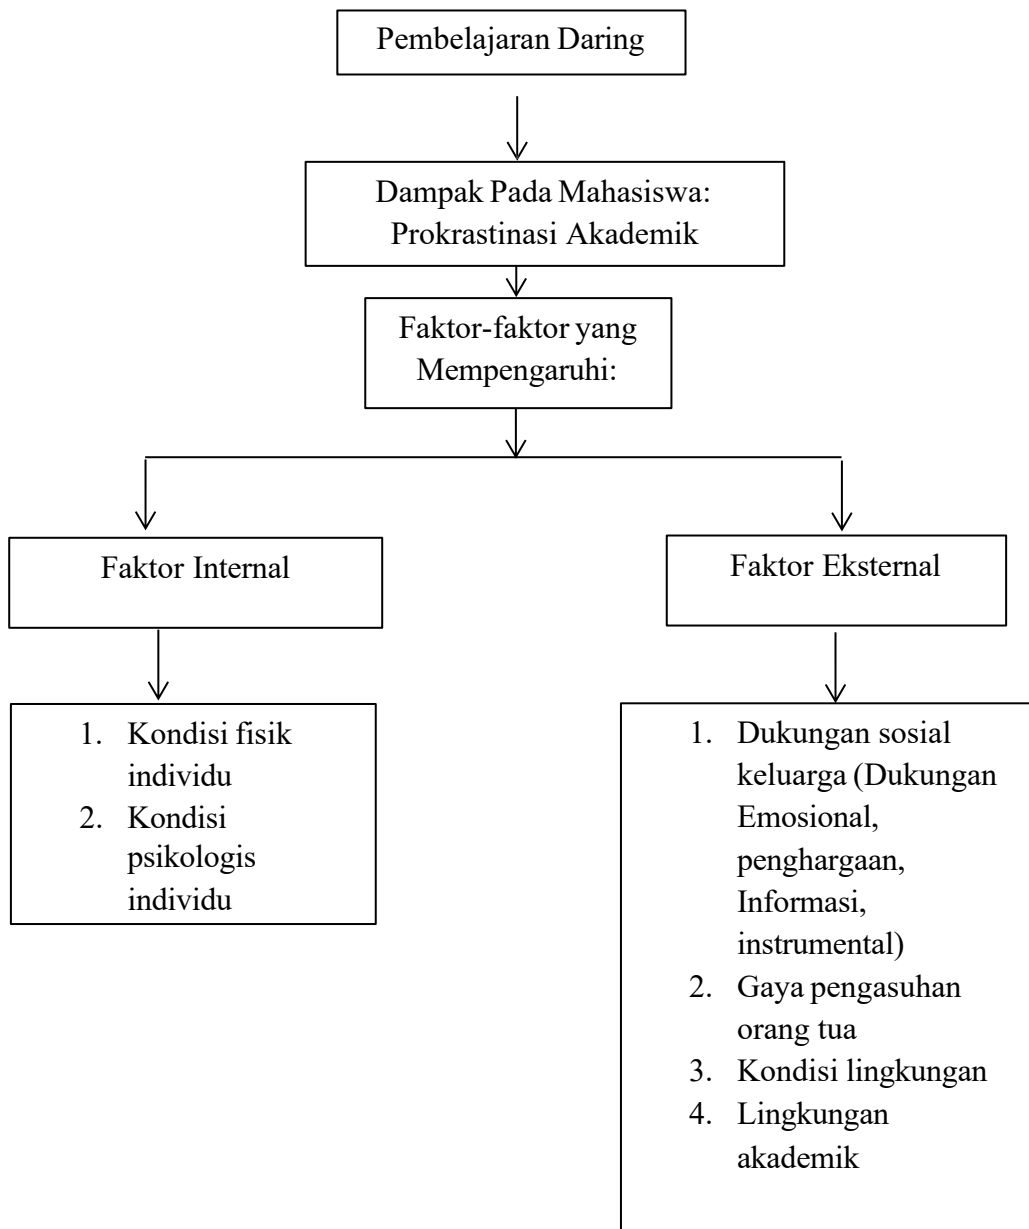 Pembelajaran Daring
Dampak Pada Mahasiswa:
Prokrastinasi Akademik
Faktor-faktor yang
Mempengaruhi:
Faktor Internal
Faktor Eksternal
1. Kondisi fisik
individu
2. Kondisi
psikologis
individu
1. Dukungan sosial
keluarga (Dukungan
Emosional,
penghargaan,
Informasi,
instrumental)
2. Gaya pengasuhan
orang tua
3. Kondisi lingkungan
4. Lingkungan
akademik